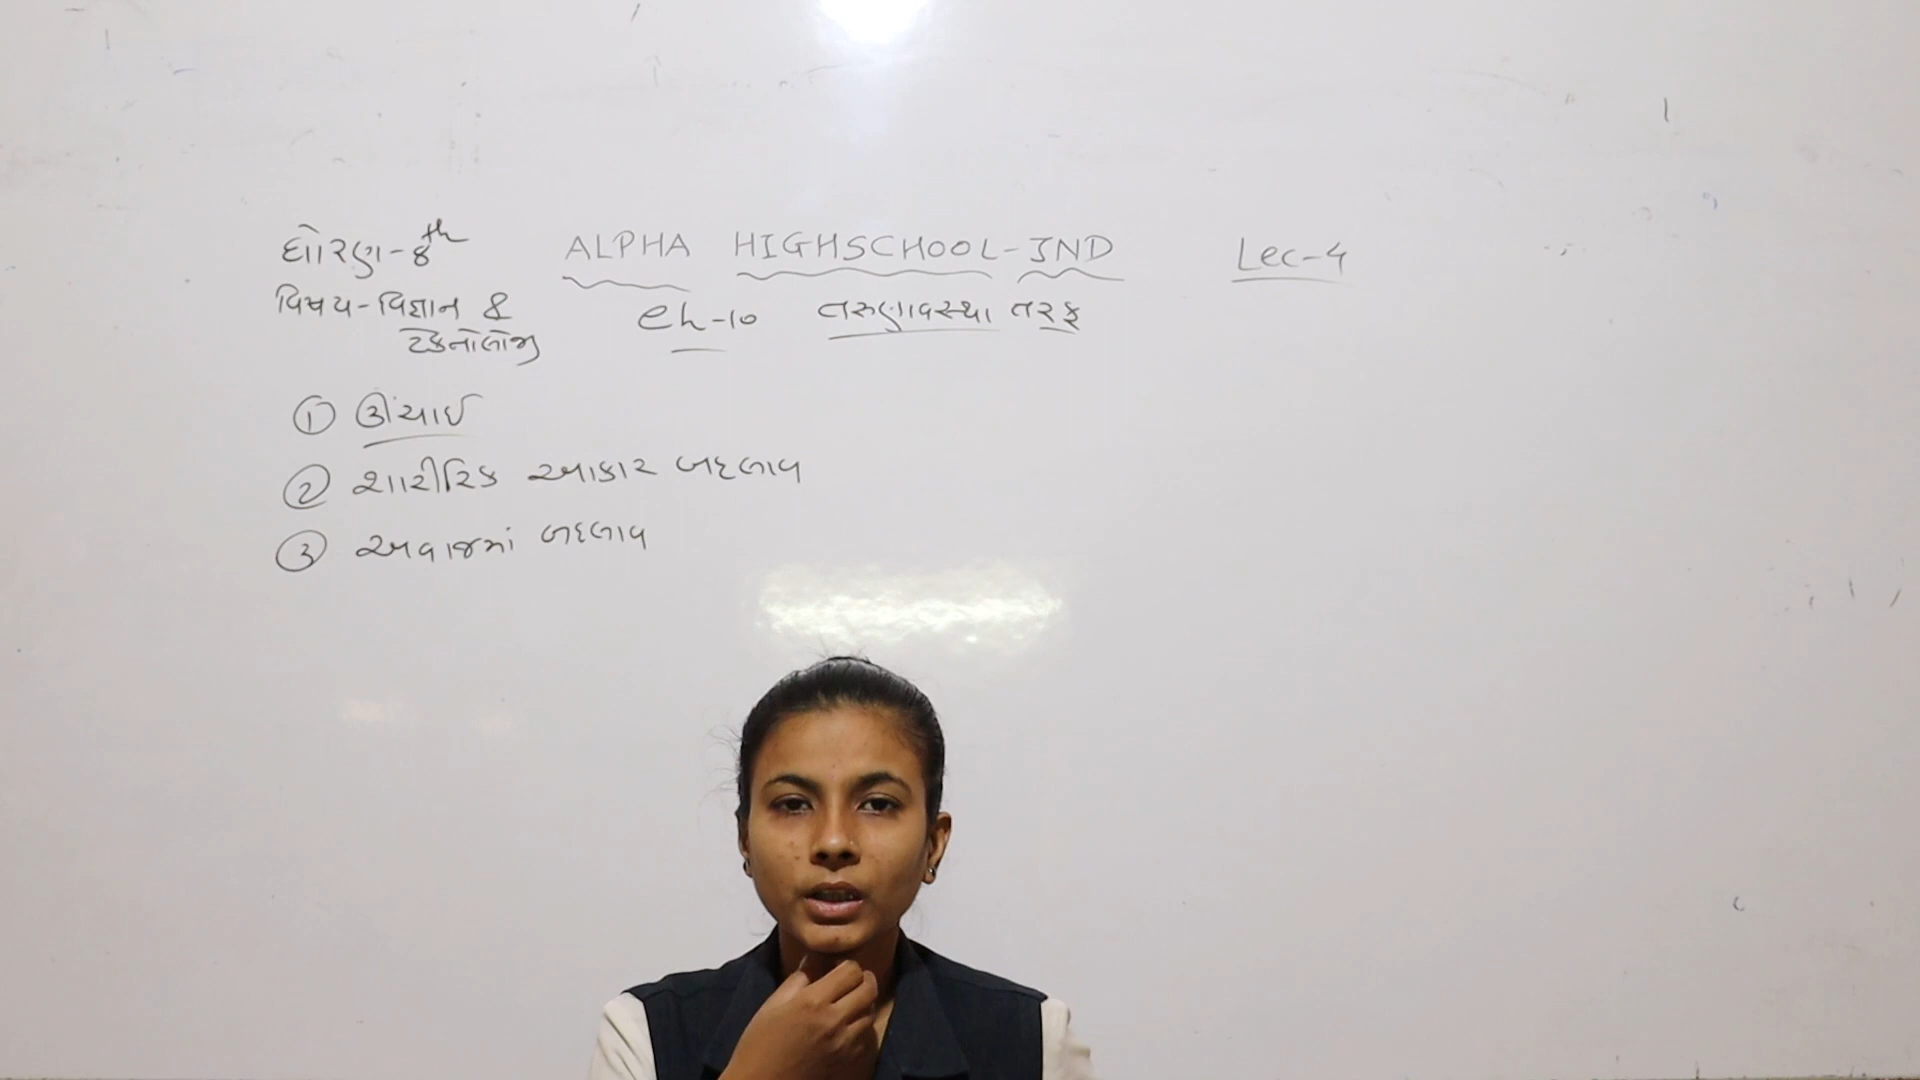 ધોરણ-8th
ALPHA HIGHSCHOOL-IND
Lec-4
વિષય-વિજ્ઞાન &
ટેકનોલોજી
Ch-10 તરુણાવસ્થા તરફ
① ઊંચાઈ
② શારીરિક આકાર બદલાવ
③ અવાજમાં બદલાવ